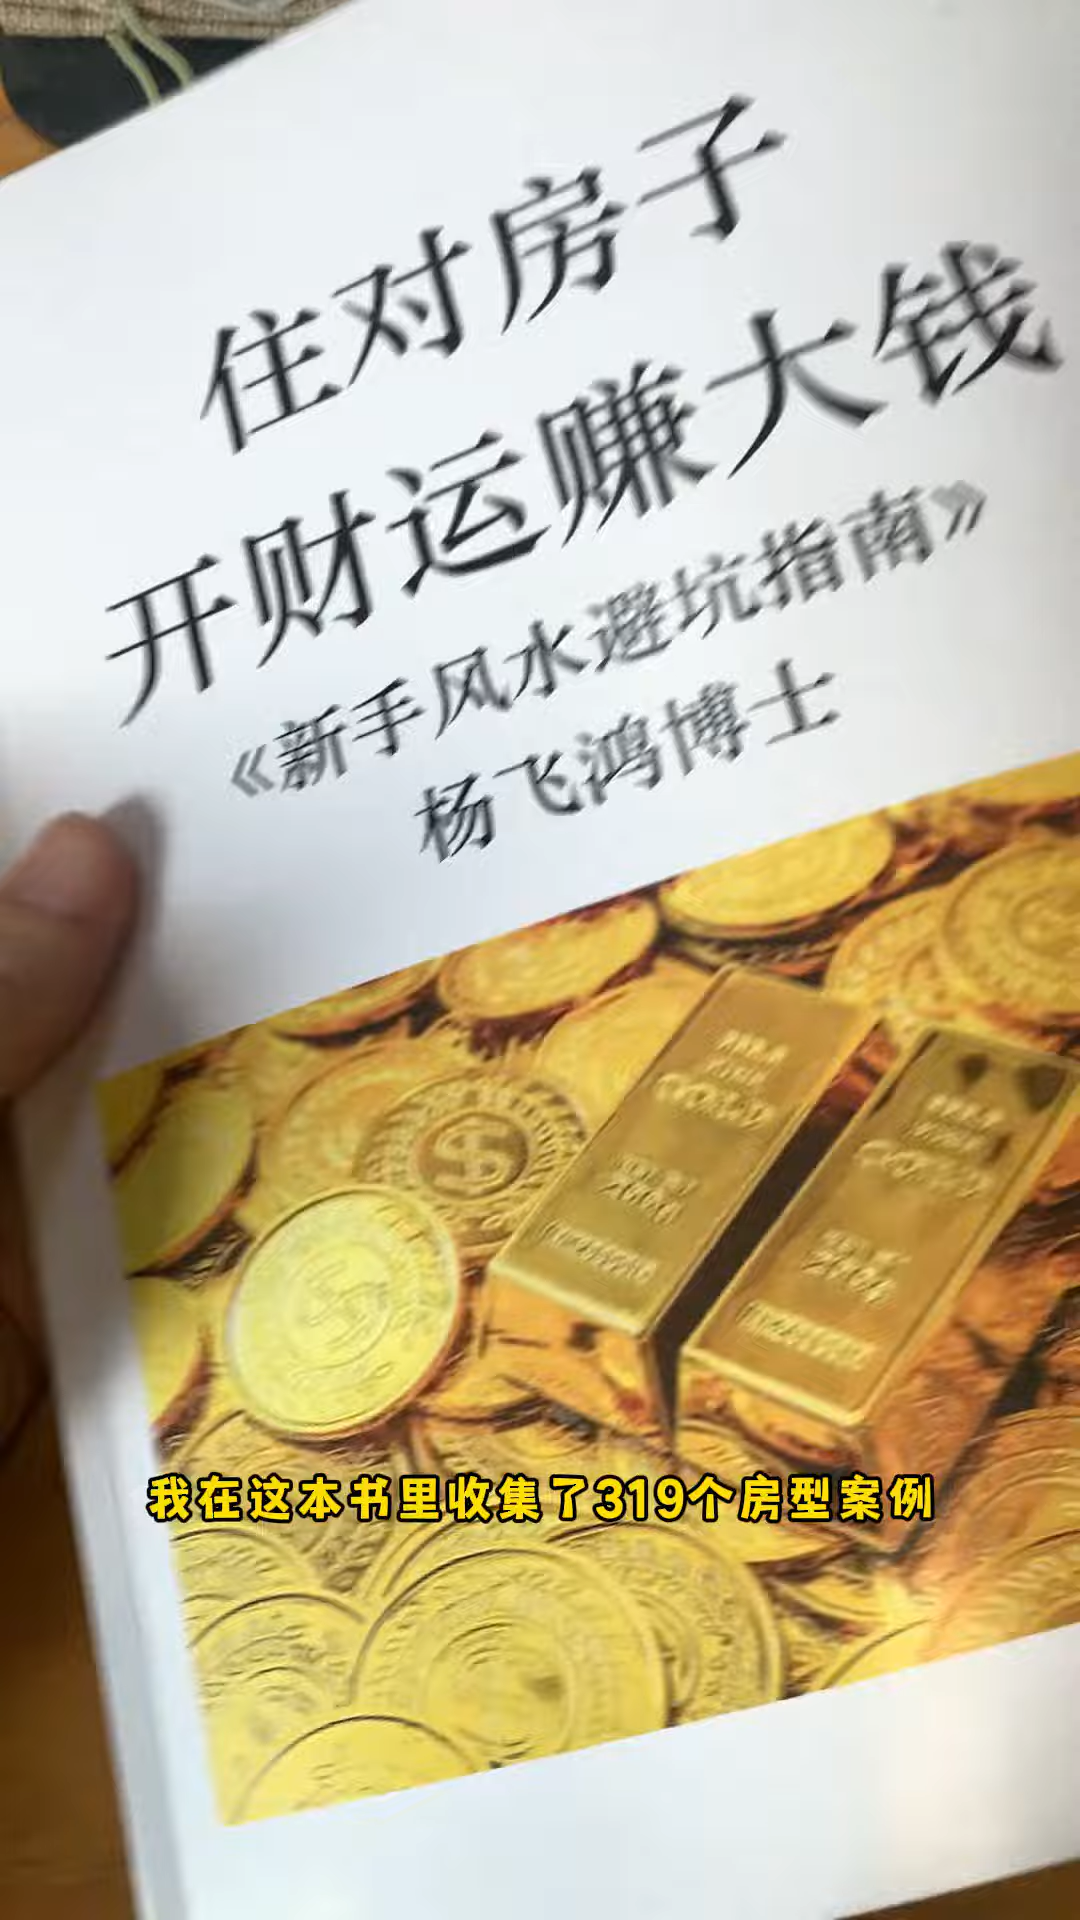 住对房子
开财运赚大钱
《新手风水避坑指南》
杨飞鸿博士
我在这本书里收集了319个房型案例